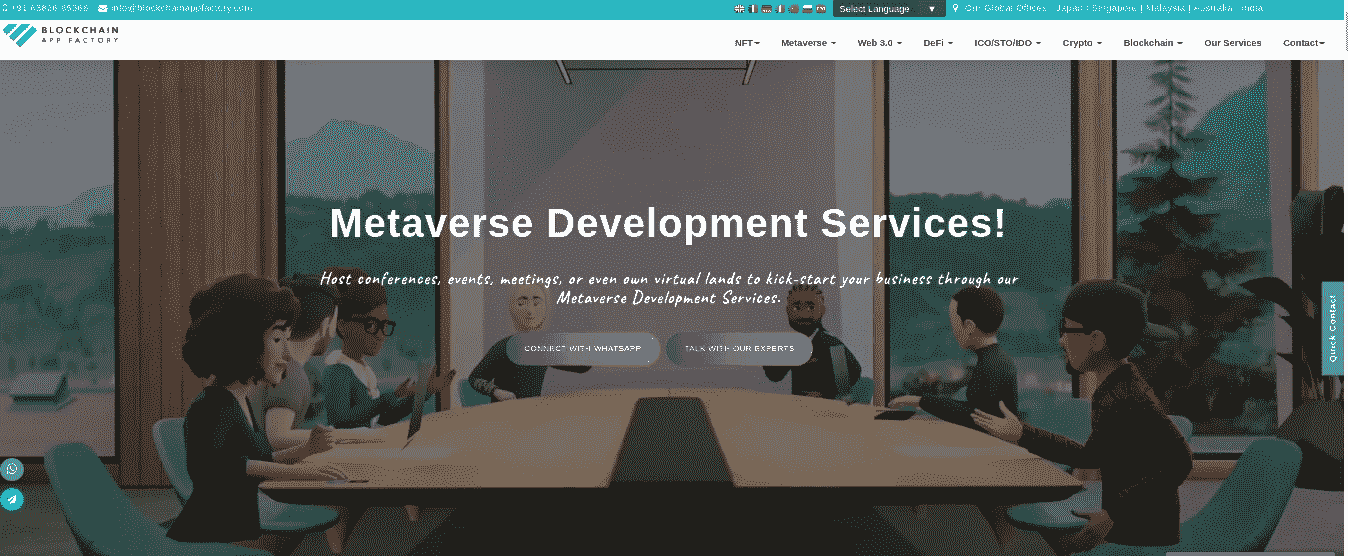 info@blockchainappfactory.com
Select Language ▼
Our Global Offices : Japan | Singapore | Malaysia | Australia | India
BLOCKCHAIN
APP FACTORY
NFT Metaverse Web 3.0 DeFi ICO/STO/IDO Crypto Blockchain Our Services Contact
Metaverse Development Services!
Host conferences, events, meetings, or even own virtual lands to kick-start your business through our
Metaverse Development Services.
CONNECT WITH WHATSAPP TALK WITH OUR EXPERTS
Quick Contact